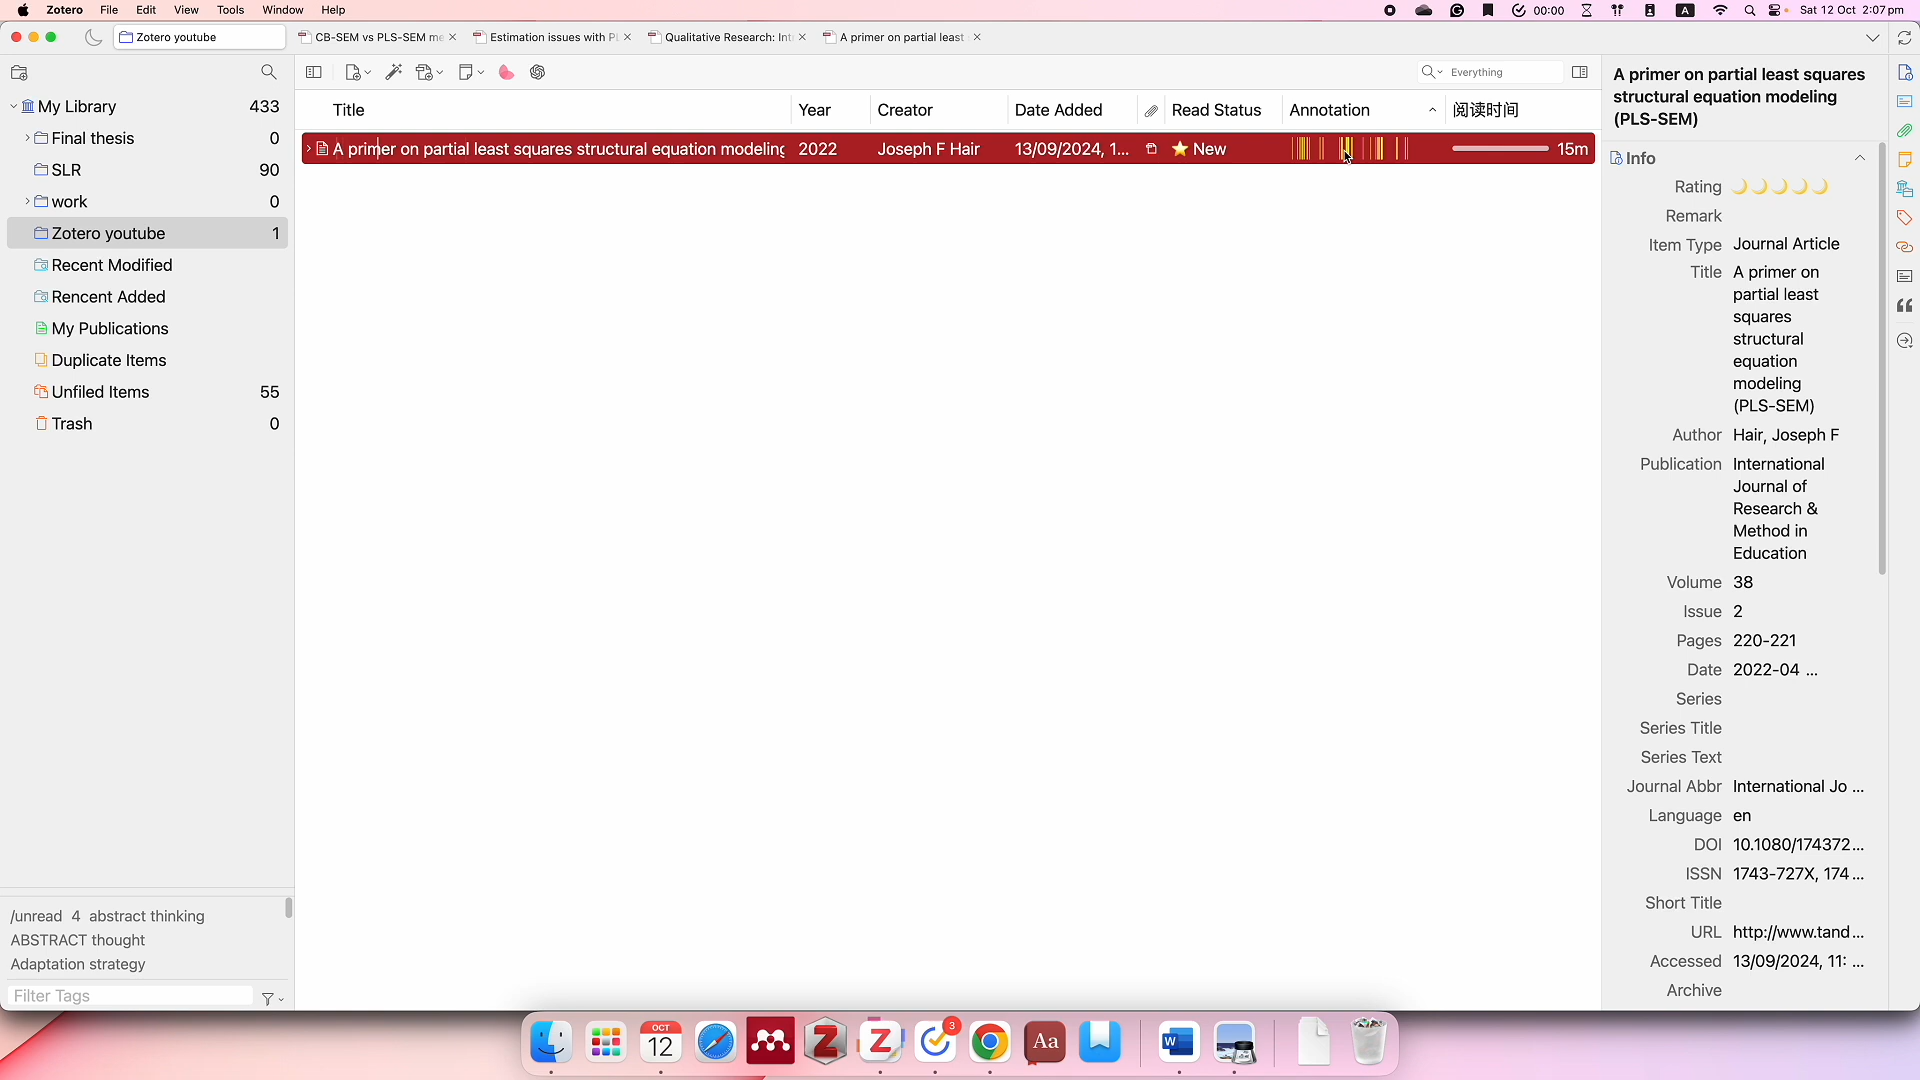 Zotero File Edit View Tools Window Help 00:00 A Sat 12 Oct 2:07 pm
Zotero youtube CB-SEM vs PLS-SEM me Estimation issues with P Qualitative Research: Int A primer on partial least
Everything
My Library 433
Final thesis 0
SLR 90
work 0
Zotero youtube 1
Recent Modified
Rencent Added
My Publications
Duplicate Items
Unfiled Items 55
Trash 0
/unread 4 abstract thinking
ABSTRACT thought
Adaptation strategy
Filter Tags
Title Year Creator Date Added Read Status Annotation 阅读时间
A primer on partial least squares structural equation modeling 2022 Joseph F Hair 13/09/2024, 1... New 15m
A primer on partial least squares
structural equation modeling
(PLS-SEM)
Info
Rating
Remark
Item Type Journal Article
Title A primer on
partial least
squares
structural
equation
modeling
(PLS-SEM)
Author Hair, Joseph F
Publication International
Journal of
Research &
Method in
Education
Volume 38
Issue 2
Pages 220-221
Date 2022-04 ...
Series
Series Title
Series Text
Journal Abbr International Jo ...
Language en
DOI 10.1080/174372...
ISSN 1743-727X, 174 ...
Short Title
URL http://www.tand...
Accessed 13/09/2024, 11: ...
Archive
OCT
12
Z
Z
3
Aa
W